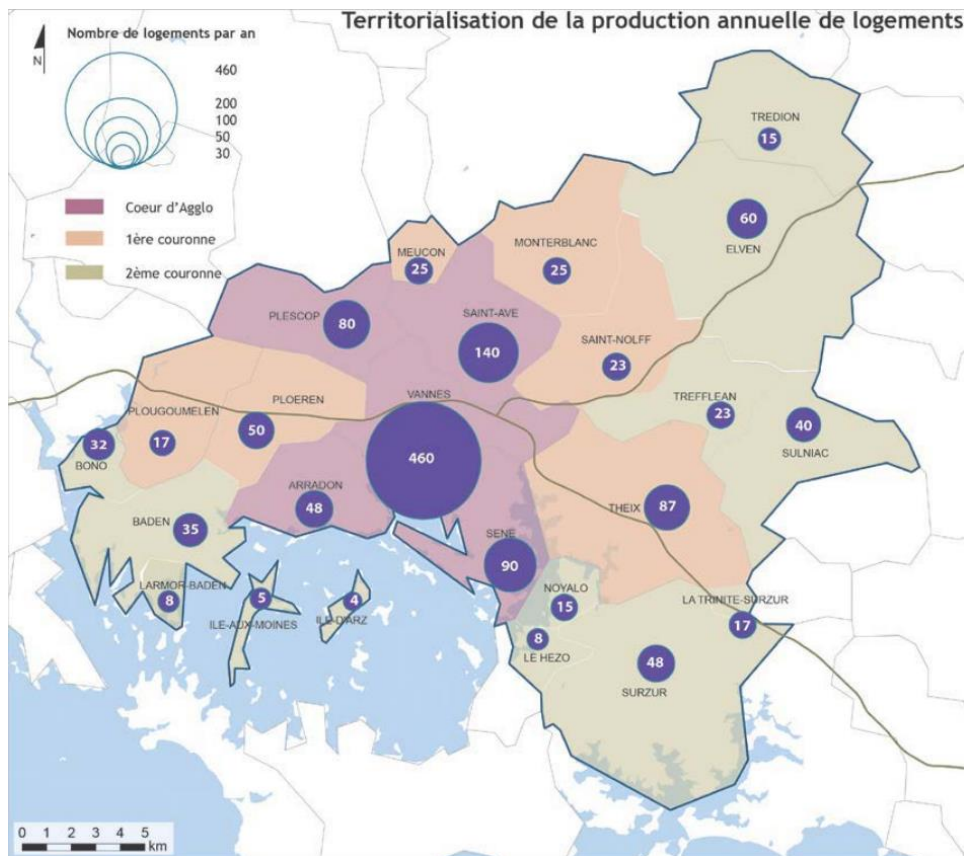 Territorialisation de la production annuelle de logements
Nombre de logements par an
N
460
200
100
50
30
Coeur d'Agglo
1ère couronne
2ème couronne
TREDION
15
60
ELVEN
MEUCON
25
MONTERBLANC
25
PLESCOP
80
SAINT-AVE
140
SAINT-NOLFF
23
VANNES
460
PLOEREN
50
PLOUGOUMELEN
17
32
BONO
TREFFLEAN
23
40
SULNIAC
ARRADON
48
THEIX
87
BADEN
35
SENE
90
LARMOR-BADEN
8
5
ILE-AUX-MOINES
4
ILE-D'ARZ
NOYALO
15
LA TRINITE-SURZUR
17
8
LE HEZO
48
SURZUR
0 1 2 3 4 5
km